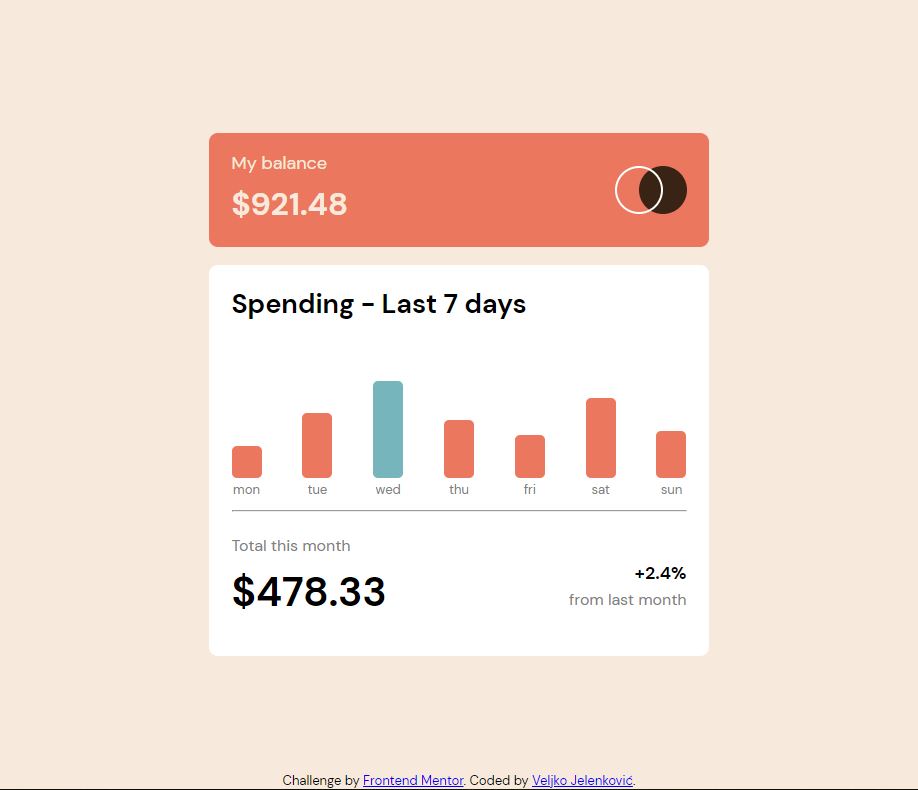 My balance
$921.48
Spending - Last 7 days
mon tue wed thu fri sat sun
Total this month
$478.33
+2.4%
from last month
Challenge by Frontend Mentor. Coded by Veljko Jelenković.